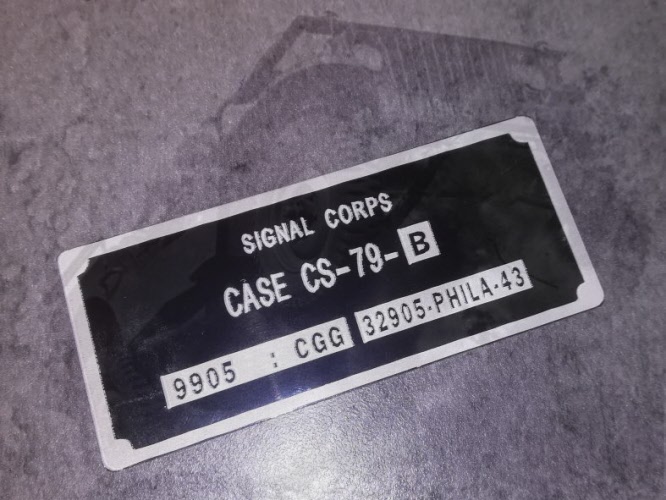 SIGNAL CORPS
CASE CS-79-B
9905 : CGG 32905-PHILA-43